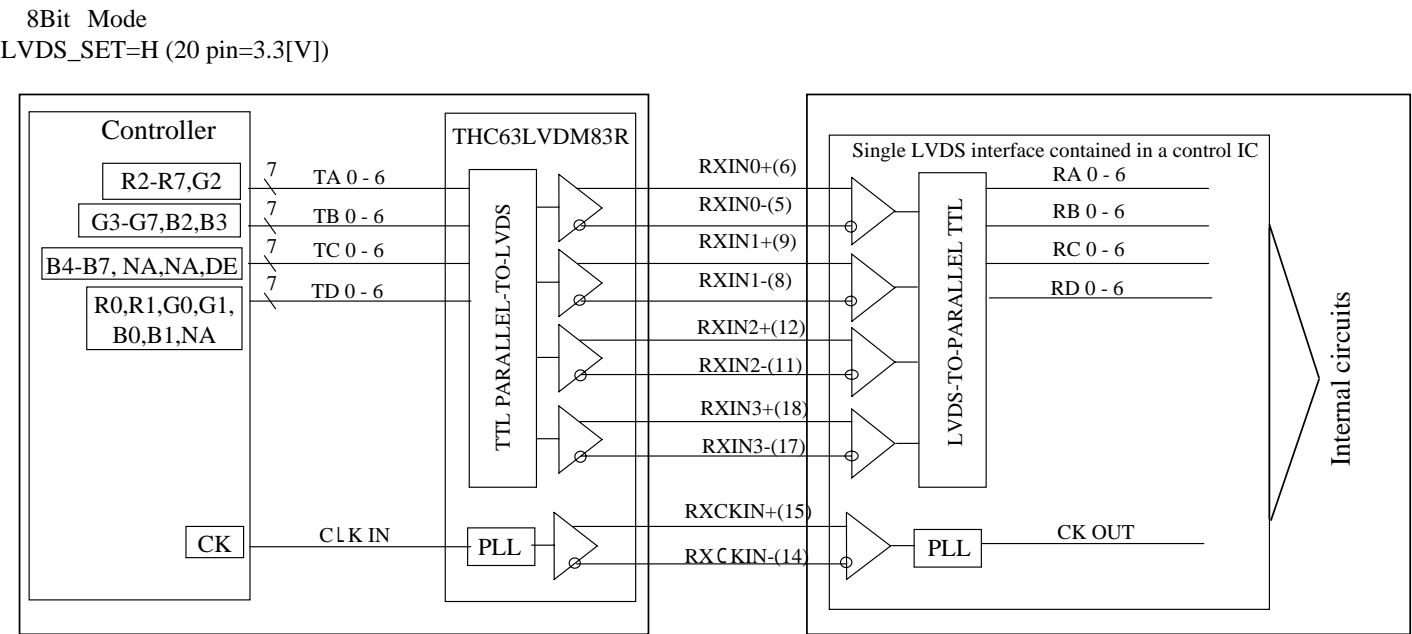 8Bit Mode
LVDS_SET=H (20 pin=3.3[V])
Controller
R2-R7,G2
G3-G7,B2,B3
B4-B7, NA,NA,DE
R0,R1,G0,G1,
B0,B1,NA
CK
7
TA 0 - 6
7
TB 0 - 6
7
TC 0 - 6
7
TD 0 - 6
CLK IN
THC63LVDM83R
TTL PARALLEL-TO-LVDS
PLL
RXIN0+(6)
RXIN0-(5)
RXIN1+(9)
RXIN1-(8)
RXIN2+(12)
RXIN2-(11)
RXIN3+(18)
RXIN3-(17)
RXCKIN+(15)
RXCKIN-(14)
Single LVDS interface contained in a control IC
LVDS-TO-PARALLEL TTL
PLL
RA 0 - 6
RB 0 - 6
RC 0 - 6
RD 0 - 6
CK OUT
Internal circuits